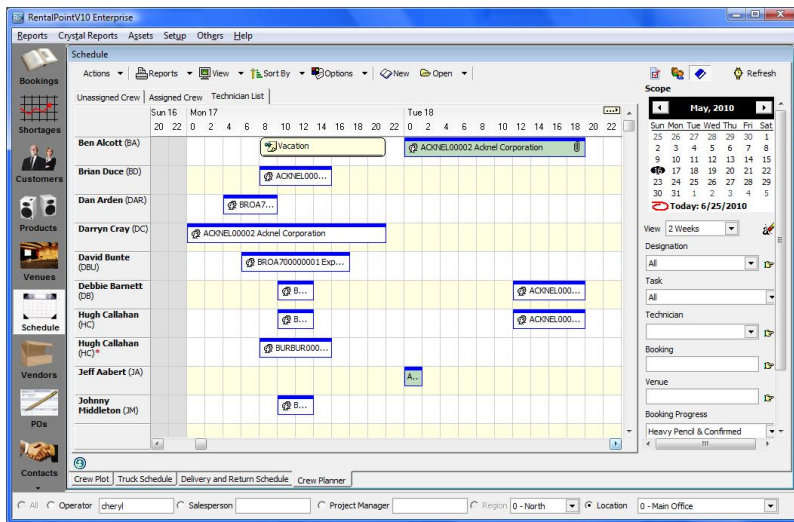 RentalPointV10 Enterprise
Reports Crystal Reports Assets Setup Others Help
Bookings
Shortages
Customers
Products
Venues
Schedule
Vendors
POs
Contacts
Schedule
Actions Reports View Sort By Options New Open Refresh
Unassigned Crew Assigned Crew Technician List
Sun 16 Mon 17 Tue 18
20 22 0 2 4 6 8 10 12 14 16 18 20 22 0 2 4 6 8 10 12 14 16 18 20 22
Ben Alcott (BA) Vacation ACKNEL00002 Acknel Corporation
Brian Duce (BD) ACKNEL000...
Dan Arden (DAR) BROA7...
Darryn Cray (DC) ACKNEL00002 Acknel Corporation
David Bunte
(DBU) BROA70000001 Exp...
Debbie Barnett
(DB) B... ACKNEL000...
Hugh Callahan
(HC) B... ACKNEL000...
Hugh Callahan
(HC)* BURBUR000...
Jeff Aabert (JA) A..
Johnny
Middleton (JM) B...
Crew Plot Truck Schedule Delivery and Return Schedule Crew Planner
Scope
May, 2010
Sun Mon Tue Wed Thu Fri Sat
25 26 27 28 29 30 1
2 3 4 5 6 7 8
9 10 11 12 13 14 15
16 17 18 19 20 21 22
23 24 25 26 27 28 29
30 31 1 2 3 4 5
Today: 6/25/2010
View 2 Weeks
Designation
All
Task
All
Technician
Booking
Venue
Booking Progress
Heavy Pencil & Confirmed
All Operator cheryl Salesperson Project Manager Region 0 - North Location 0 - Main Office